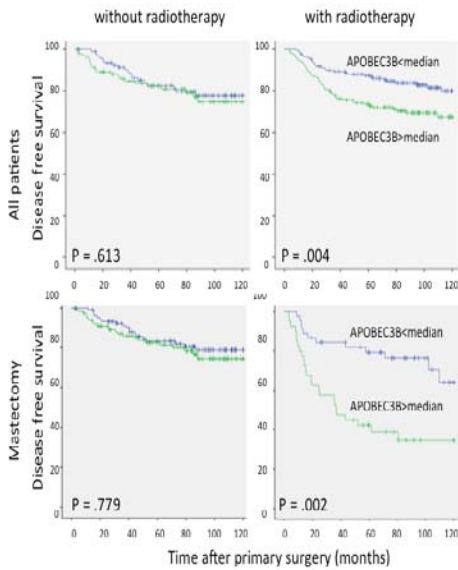 without radiotherapy
with radiotherapy
All patients
Disease free survival
100
80
60
40
20
0
P = .613
0 20 40 60 80 100 120
100
80
60
40
20
0
APOBEC3B<median
APOBEC3B>median
P = .004
0 20 40 60 80 100 120
Mastectomy
Disease free survival
100
80
60
40
20
0
P = .779
0 20 40 60 80 100 120
100
80
60
40
20
0
APOBEC3B<median
APOBEC3B>median
P = .002
0 20 40 60 80 100 120
Time after primary surgery (months)